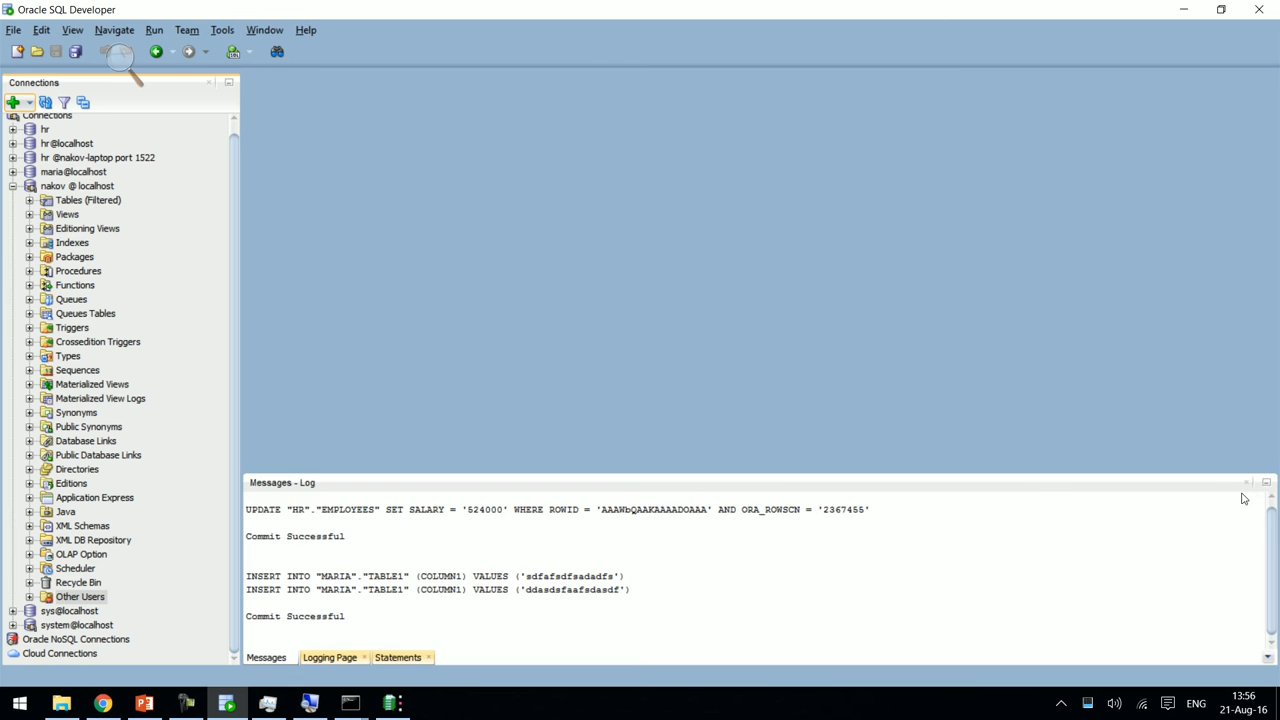 Oracle SQL Developer
File Edit View Navigate Run Team Tools Window Help
Connections
Connections
hr
hr@localhost
hr @nakov-laptop port 1522
maria@localhost
nakov @ localhost
Tables (Filtered)
Views
Editioning Views
Indexes
Packages
Procedures
Functions
Queues
Queues Tables
Triggers
Crossedition Triggers
Types
Sequences
Materialized Views
Materialized View Logs
Synonyms
Public Synonyms
Database Links
Public Database Links
Directories
Editions
Application Express
Java
XML Schemas
XML DB Repository
OLAP Option
Scheduler
Recycle Bin
Other Users
sys@localhost
system@localhost
Oracle NoSQL Connections
Cloud Connections
Messages - Log
UPDATE "HR"."EMPLOYEES" SET SALARY = '524000' WHERE ROWID = 'AAAWbQAAKAAAADOAAA' AND ORA_ROWSCN = '2367455'
Commit Successful
INSERT INTO "MARIA"."TABLE1" (COLUMN1) VALUES ('sdfafsdfsadadfs')
INSERT INTO "MARIA"."TABLE1" (COLUMN1) VALUES ('ddasdsfaafsdasdf')
Commit Successful
Messages Logging Page Statements
ENG
13:56
21-Aug-16